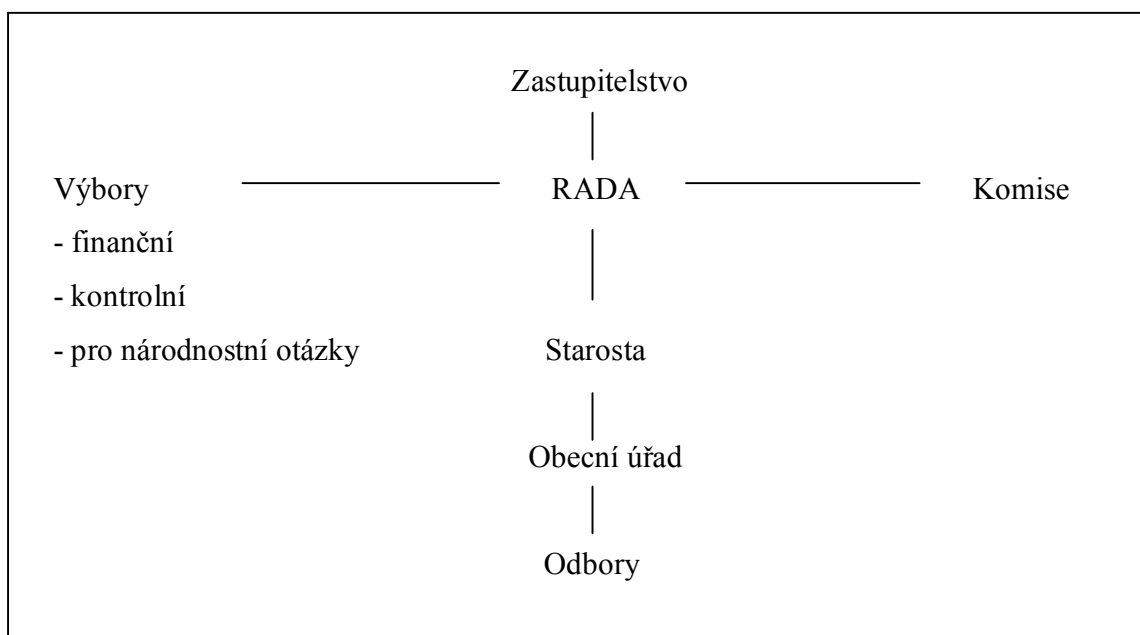 Zastupitelstvo
Výbory RADA Komise
- finanční
- kontrolní
- pro národnostní otázky Starosta
Obecní úřad
Odbory